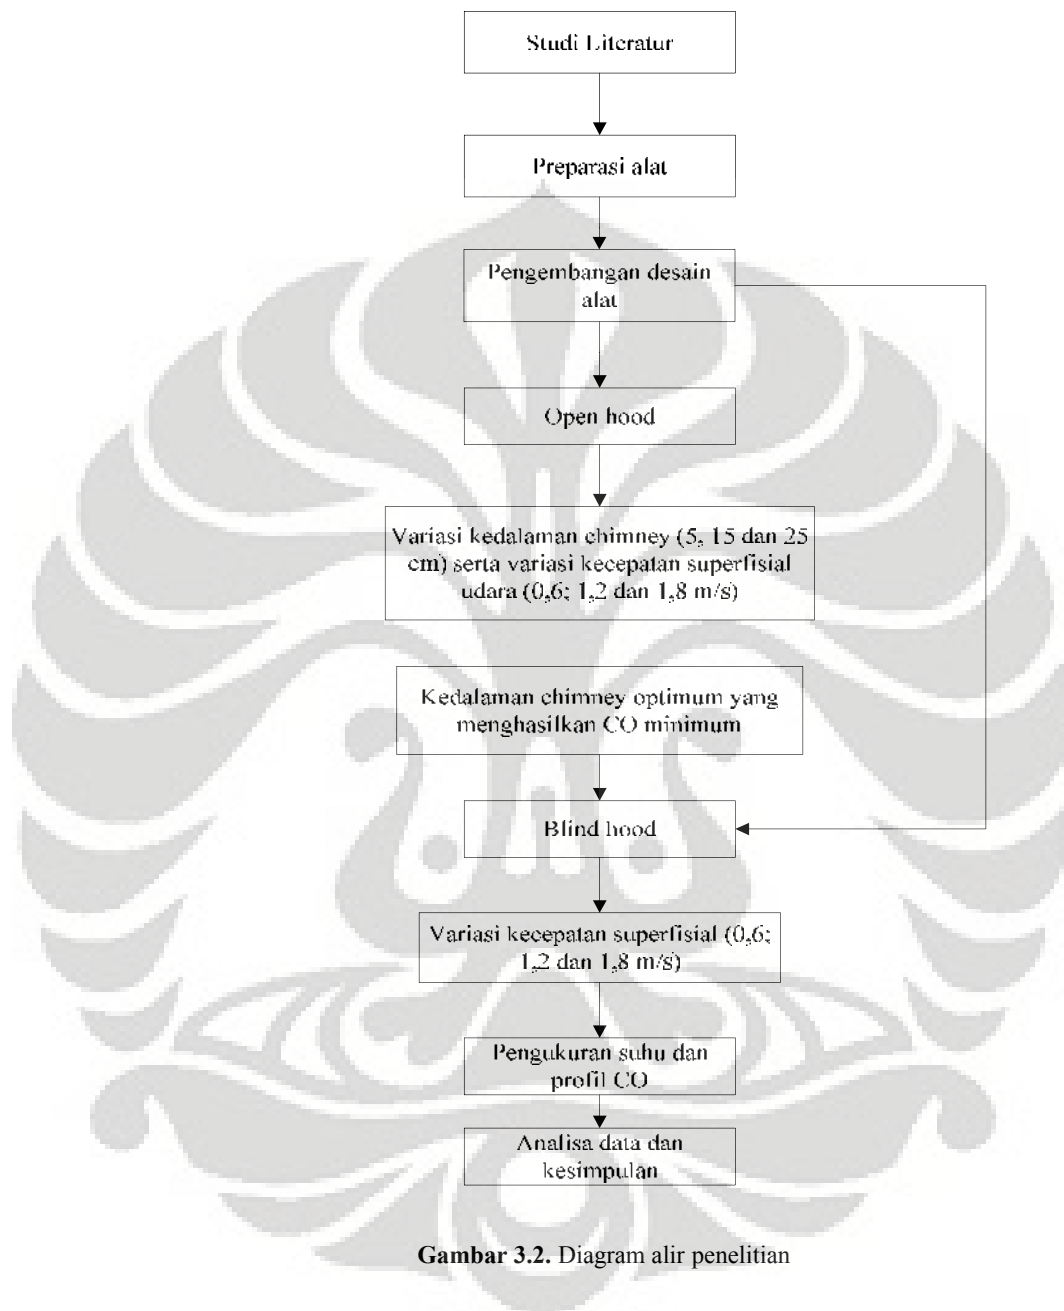 Studi Literatur
Preparasi alat
Pengembangan desain
alat
Open hood
Variasi kedalaman chimney (5, 15 dan 25
cm) serta variasi kecepatan superfisial
udara (0,6; 1,2 dan 1,8 m/s)
Kedalaman chimney optimum yang
menghasilkan CO minimum
Blind hood
Variasi kecepatan superfisial (0,6;
1,2 dan 1,8 m/s)
Pengukuran suhu dan
profil CO
Analisa data dan
kesimpulan
Gambar 3.2. Diagram alir penelitian